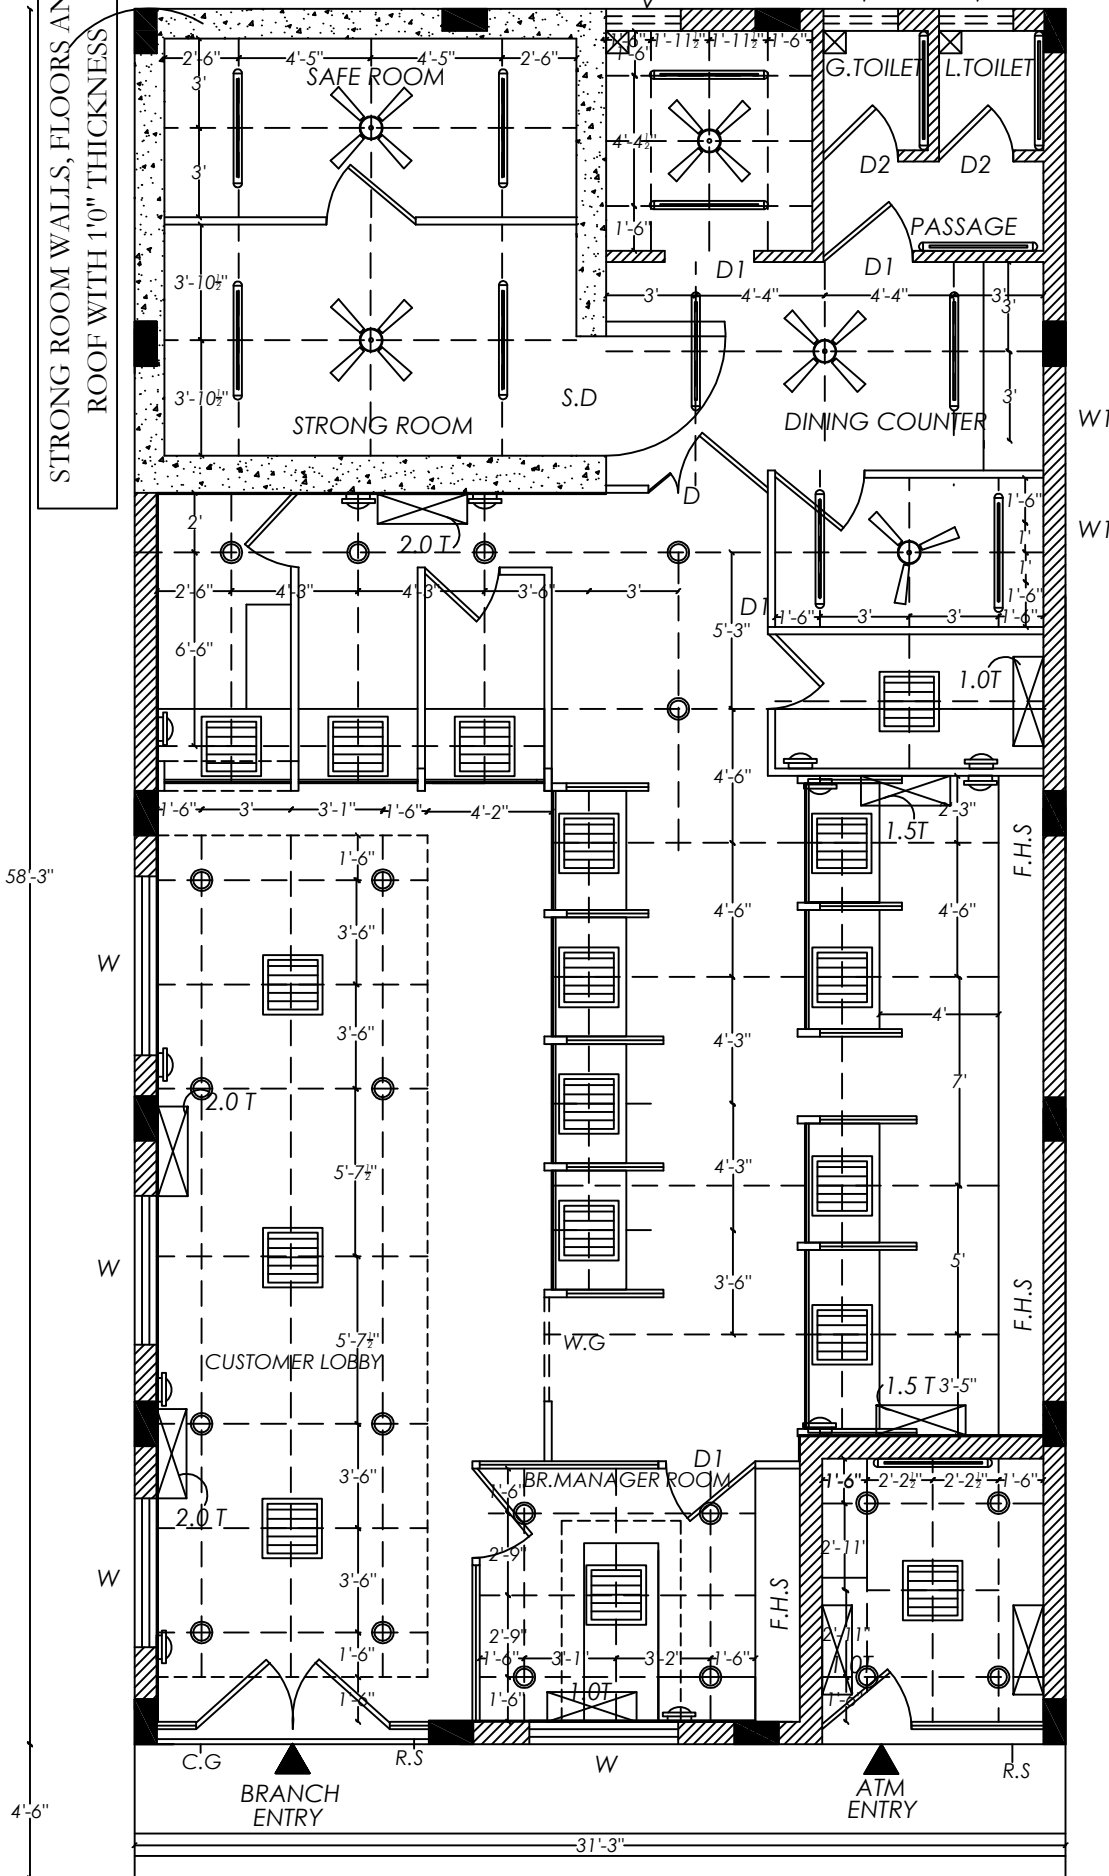 STRONG ROOM WALLS, FLOORS AN
ROOF WITH 1'0" THICKNESS
2'-6"
4'-5"
4'-5"
2'-6"
SAFE ROOM
3'
3'
3'-10½"
3'-10½"
STRONG ROOM
1'-11½"
1'-11½"
1'-6"
1'-6"
4'-4½"
1'-6"
G.TOILET
L.TOILET
D2
D2
PASSAGE
D1
D1
3'
4'-4"
4'-4"
3'
3'
3'
S.D
DINING COUNTER
W1
W1
D
2'
2.0 T
2'-6"
4'-3"
4'-3"
3'-6"
3'
6'-6"
1'-6"
1'
1'
1'-6"
D1
1'-6"
3'
3'
1'-6"
5'-3"
1.0T
4'-6"
1'-6"
3'
3'-1"
1'-6"
4'-2"
2'-3"
1.5T
F.H.S
58'-3"
1'-6"
3'-6"
4'-6"
4'-6"
W
3'-6"
4'-3"
4'
7'
2.0 T
5'-7½"
4'-3"
W
5'
3'-6"
F.H.S
5'-7½"
CUSTOMER LOBBY
W.G
1.5 T
3'-5"
D1
BR.MANAGER ROOM
1'-6"
1'-6"
2'-2½"
2'-2½"
1'-6"
3'-6"
2.0 T
2'-9"
2'-11"
W
3'-6"
F.H.S
2'-9"
2'-11"
1'-6"
1'-6"
3'-1"
3'-2"
1'-6"
1.0T
1'-6"
1'-6"
1.0T
1'-6"
C.G
R.S
W
R.S
BRANCH
ENTRY
ATM
ENTRY
4'-6"
31'-3"